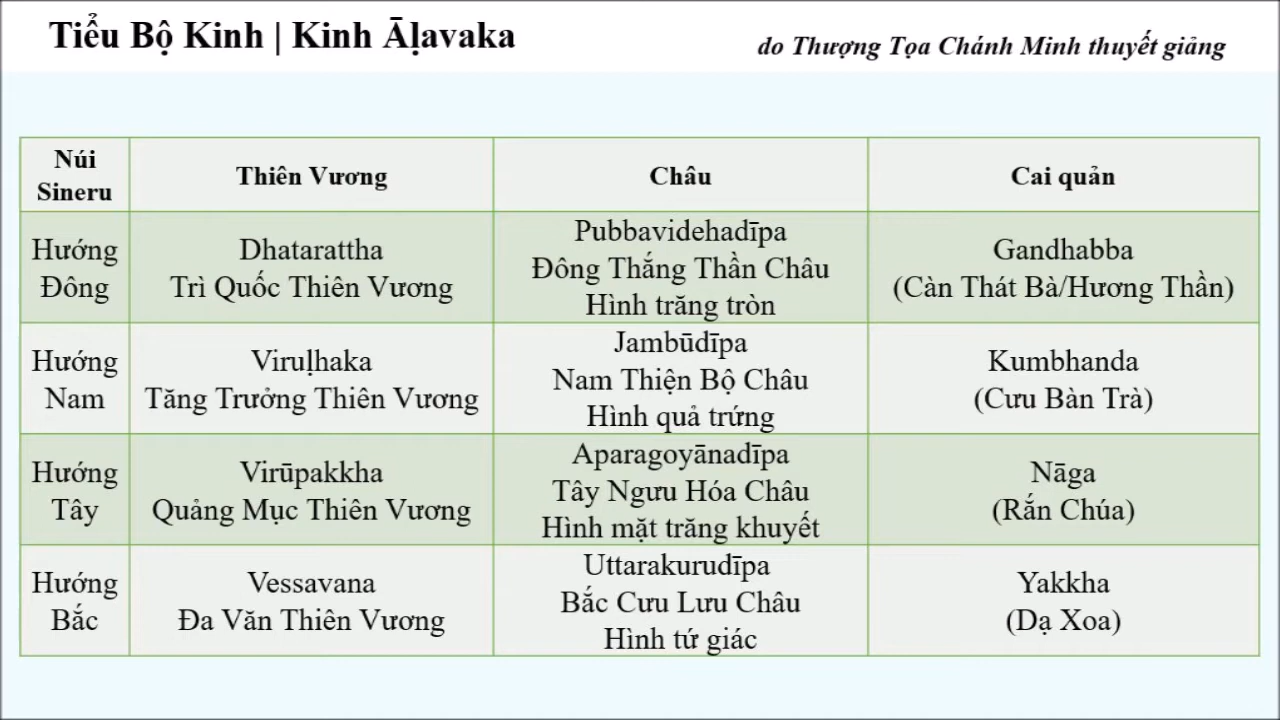 Tiểu Bộ Kinh | Kinh Āḷavaka
do Thượng Tọa Chánh Minh thuyết giảng
Núi
Sineru
Thiên Vương
Châu
Cai quản
Hướng
Đông
Dhatarattha
Trì Quốc Thiên Vương
Pubbavidehadīpa
Đông Thắng Thần Châu
Hình trăng tròn
Gandhabba
(Càn Thát Bà/Hương Thần)
Hướng
Nam
Viruḷhaka
Tăng Trưởng Thiên Vương
Jambūdīpa
Nam Thiện Bộ Châu
Hình quả trứng
Kumbhanda
(Cưu Bàn Trà)
Hướng
Tây
Virūpakkha
Quảng Mục Thiên Vương
Aparagoyānadīpa
Tây Ngưu Hóa Châu
Hình mặt trăng khuyết
Nāga
(Rắn Chúa)
Hướng
Bắc
Vessavana
Đa Văn Thiên Vương
Uttarakurudīpa
Bắc Cưu Lưu Châu
Hình tứ giác
Yakkha
(Dạ Xoa)